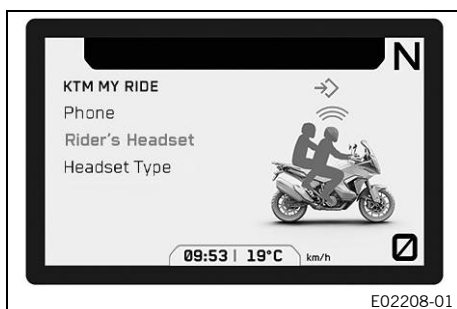 N
KTM MY RIDE
Phone
Rider's Headset
Headset Type
09:53 | 19°C km/h
0
E02208-01